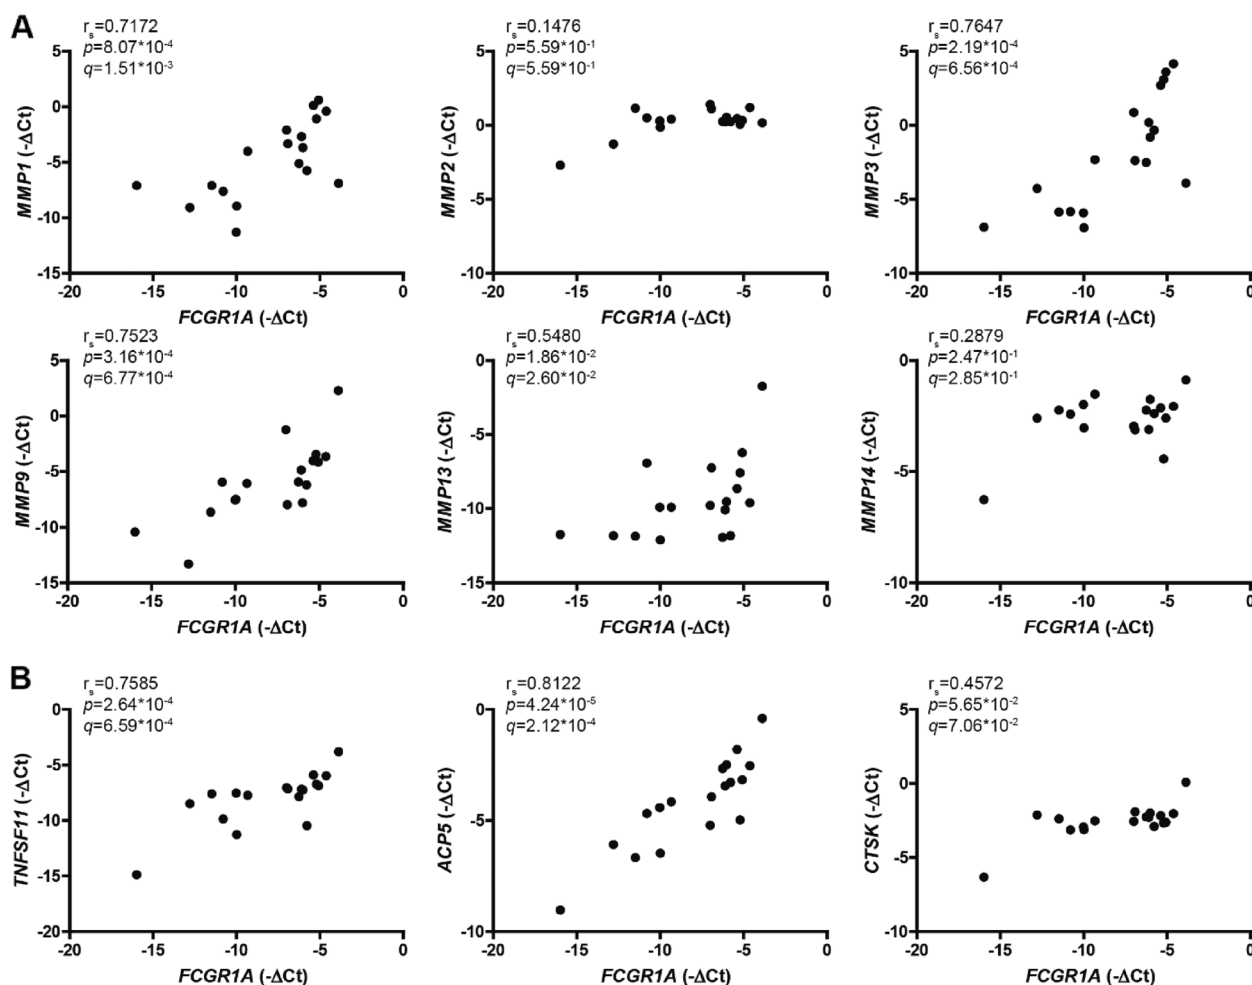 A
r_s=0.7172
p=8.07*10^-4
q=1.51*10^-3
5
0
-5
-10
-15
MMP1 (-ΔCt)
-20 -15 -10 -5 0
FCGR1A (-ΔCt)
r_s=0.1476
p=5.59*10^-1
q=5.59*10^-1
5
0
-5
-10
MMP2 (-ΔCt)
-20 -15 -10 -5 0
FCGR1A (-ΔCt)
r_s=0.7647
p=2.19*10^-4
q=6.56*10^-4
5
0
-5
-10
MMP3 (-ΔCt)
-20 -15 -10 -5 0
FCGR1A (-ΔCt)
r_s=0.7523
p=3.16*10^-4
q=6.77*10^-4
5
0
-5
-10
-15
MMP9 (-ΔCt)
-20 -15 -10 -5 0
FCGR1A (-ΔCt)
r_s=0.5480
p=1.86*10^-2
q=2.60*10^-2
0
-5
-10
-15
MMP13 (-ΔCt)
-20 -15 -10 -5 0
FCGR1A (-ΔCt)
r_s=0.2879
p=2.47*10^-1
q=2.85*10^-1
0
-5
-10
MMP14 (-ΔCt)
-20 -15 -10 -5 0
FCGR1A (-ΔCt)
B
r_s=0.7585
p=2.64*10^-4
q=6.59*10^-4
0
-5
-10
-15
-20
TNFSF11 (-ΔCt)
-20 -15 -10 -5 0
FCGR1A (-ΔCt)
r_s=0.8122
p=4.24*10^-5
q=2.12*10^-4
0
-5
-10
ACP5 (-ΔCt)
-20 -15 -10 -5 0
FCGR1A (-ΔCt)
r_s=0.4572
p=5.65*10^-2
q=7.06*10^-2
5
0
-5
-10
CTSK (-ΔCt)
-20 -15 -10 -5 0
FCGR1A (-ΔCt)